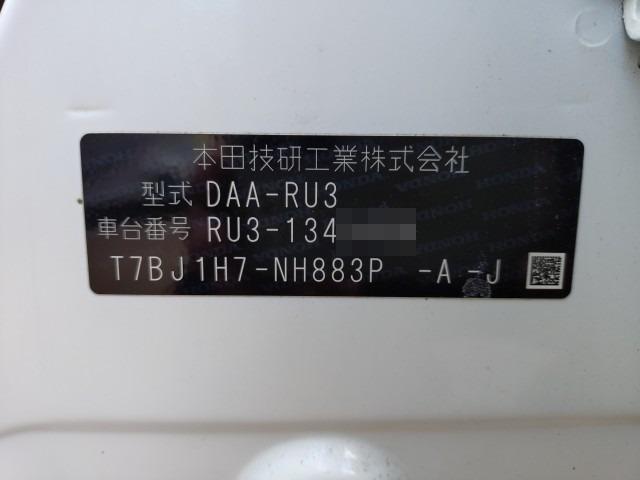 本田技研工業株式会社
型式 DAA-RU3
車台番号 RU3-134
T7BJ1H7-NH883P -A -J